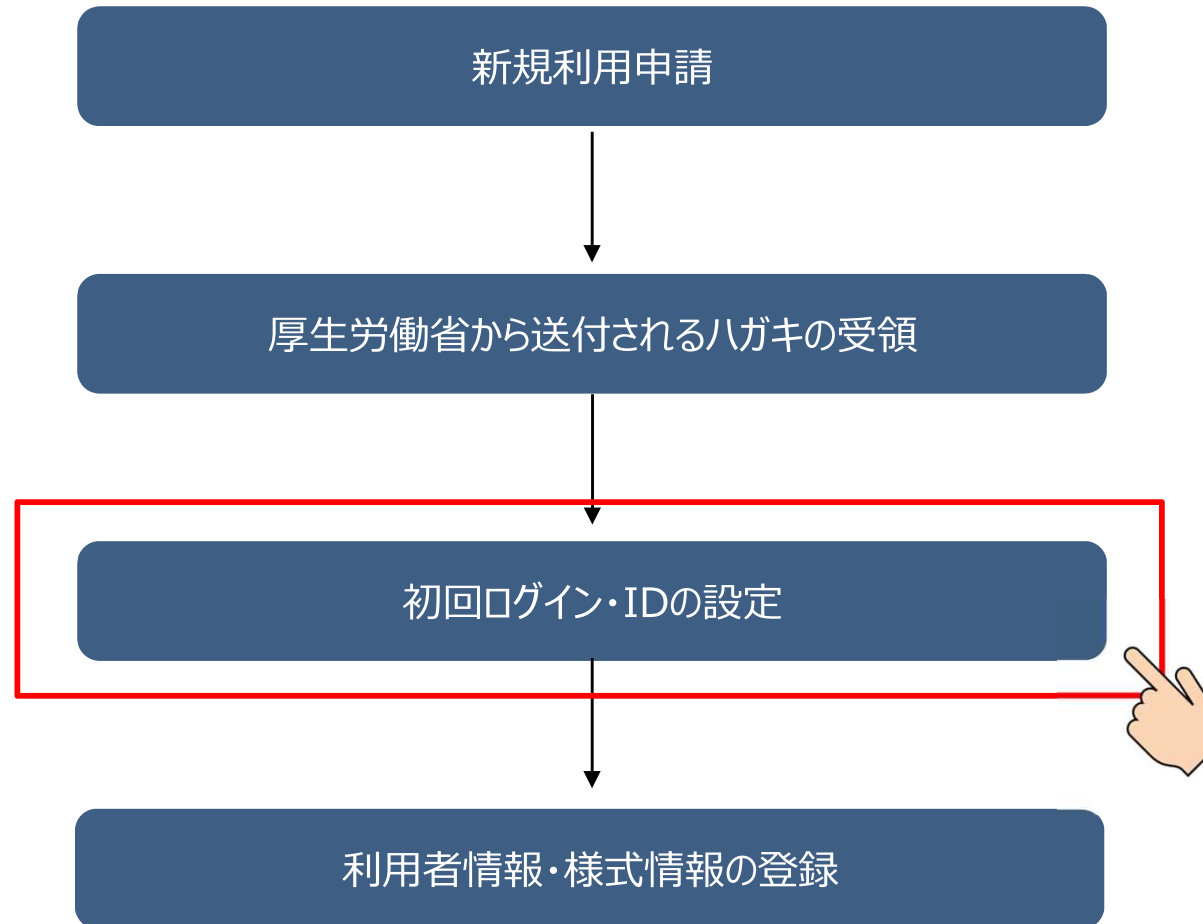 新規利用申請
厚生労働省から送付されるハガキの受領
初回ログイン・IDの設定
利用者情報・様式情報の登録